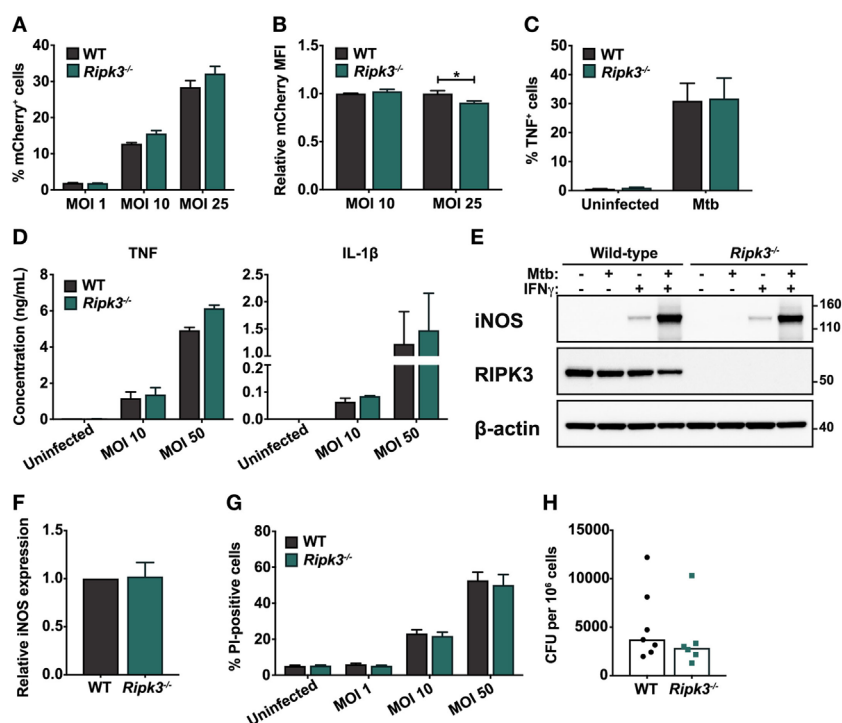 A
% mCherry⁺ cells
40
30
20
10
0
WT
Ripk3⁻/⁻
MOI 1 MOI 10 MOI 25
B
Relative mCherry MFI
1.5
1.0
0.5
0.0
WT
Ripk3⁻/⁻
*
MOI 10 MOI 25
C
% TNF⁺ cells
50
40
30
20
10
0
WT
Ripk3⁻/⁻
Uninfected Mtb
D
Concentration (ng/mL)
TNF
8
6
4
2
0
WT
Ripk3⁻/⁻
Uninfected MOI 10 MOI 50
IL-1β
2.5
2.0
1.5
1.0
0.2
0.1
0.0
Uninfected MOI 10 MOI 50
E
Wild-type Ripk3⁻/⁻
Mtb: - + - + - + - +
IFNγ: - - + + - - + +
iNOS
160
110
RIPK3
50
β-actin
40
F
Relative iNOS expression
1.5
1.0
0.5
0.0
WT Ripk3⁻/⁻
G
% PI-positive cells
80
60
40
20
0
WT
Ripk3⁻/⁻
Uninfected MOI 1 MOI 10 MOI 50
H
CFU per 10⁶ cells
15000
10000
5000
0
WT Ripk3⁻/⁻